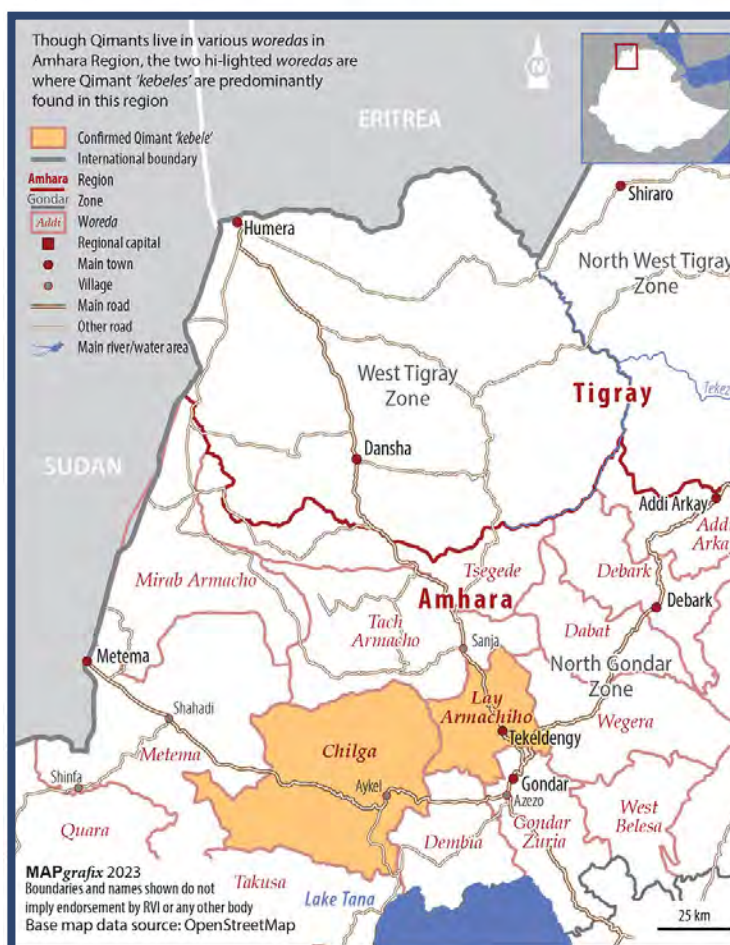 Though Qimants live in various woredas in
Amhara Region, the two hi-lighted woredas are
where Qimant 'kebeles' are predominantly
found in this region
N
ERITREA
Confirmed Qimant 'kebele'
International boundary
Amhara Region
Gondar Zone
Addi Woreda
Regional capital
Main town
Village
Main road
Other road
Main river/water area
Shiraro
Humera
North West Tigray
Zone
West Tigray
Zone
Tigray
SUDAN
Dansha
Addi Arkay
Addi
Mirab Armacho
Tsegede
Debark
Amhara
Tach
Armacho
Debark
Dabat
Sanja
North Gondar
Zone
Metema
Lay
Armachiho
Wegera
Shahadi
Tekeldengy
Chilga
Metema
Shinfa
Aykel
Gondar
Azezo
West
Belesa
Quara
Dembia
Gondar
Zuria
MAPgrafix 2023
Boundaries and names shown do not
imply endorsement by RVI or any other body
Base map data source: OpenStreetMap
Takusa
Lake Tana
25 km